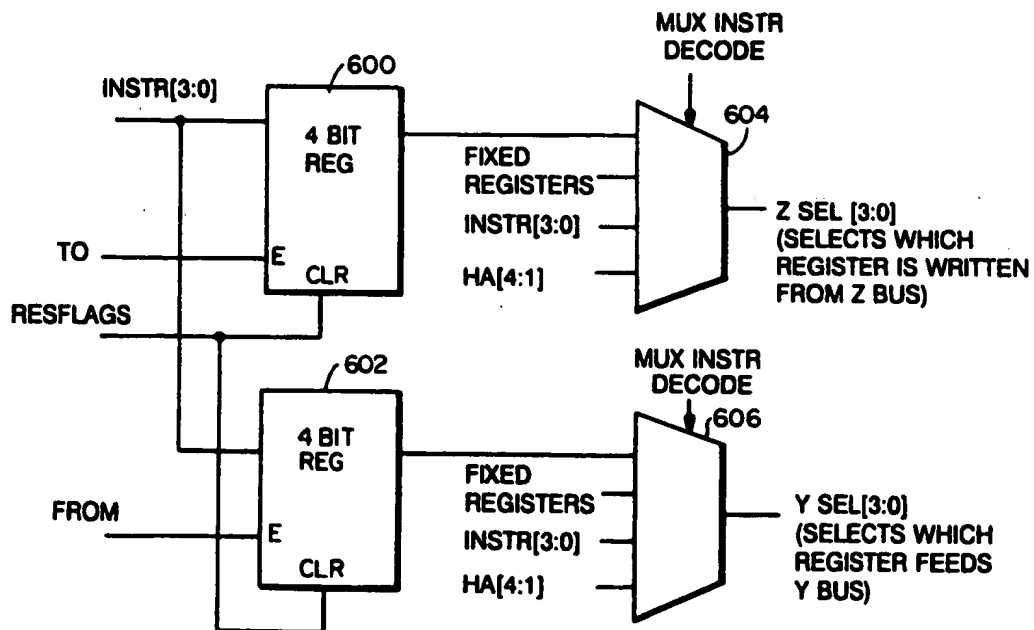 MUX INSTR
DECODE
INSTR[3:0]
600
4 BIT
REG
E
CLR
TO
RESFLAGS
604
FIXED
REGISTERS
INSTR[3:0]
HA[4:1]
Z SEL [3:0]
(SELECTS WHICH
REGISTER IS WRITTEN
FROM Z BUS)
602
4 BIT
REG
E
CLR
FROM
MUX INSTR
DECODE
606
FIXED
REGISTERS
INSTR[3:0]
HA[4:1]
Y SEL[3:0]
(SELECTS WHICH
REGISTER FEEDS
Y BUS)